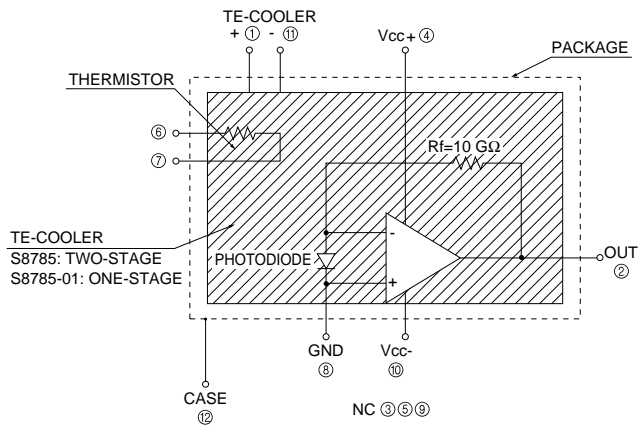 TE-COOLER
+ ① - ⑪
Vcc+ ④
PACKAGE
THERMISTOR
⑥
Rf=10 GΩ
⑦
TE-COOLER
S8785: TWO-STAGE
S8785-01: ONE-STAGE
PHOTODIODE
-
+
OUT
②
GND
⑧
Vcc-
⑩
CASE
⑫
NC ③⑤⑨